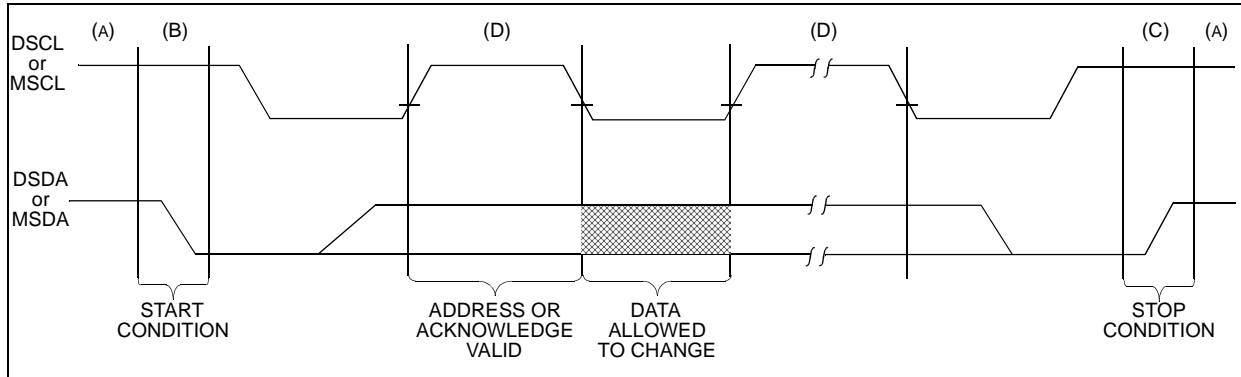 (A)
(B)
(D)
(D)
(C)
(A)
DSCL
or
MSCL
DSDA
or
MSDA
START
CONDITION
ADDRESS OR
ACKNOWLEDGE
VALID
DATA
ALLOWED
TO CHANGE
STOP
CONDITION